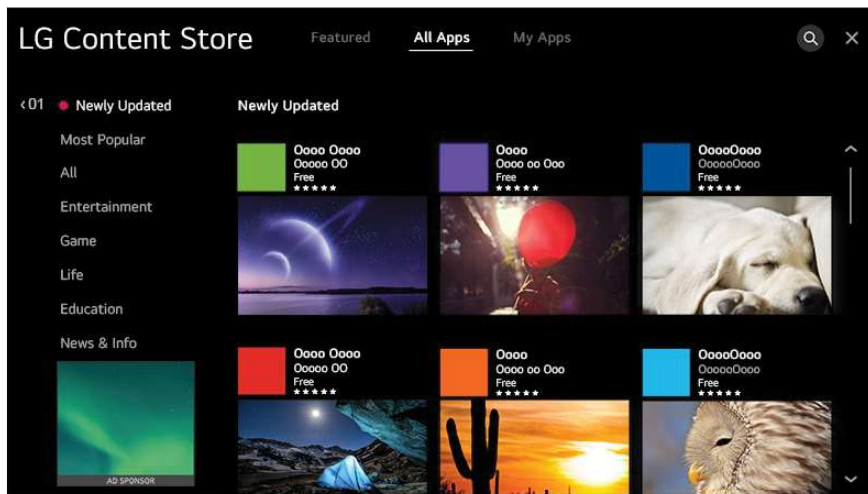 LG Content Store
Featured
All Apps
My Apps
‹01
Newly Updated
Most Popular
All
Entertainment
Game
Life
Education
News & Info
AD SPONSOR
Newly Updated
Oooo Oooo
Ooooo OO
Free
★★★★★
Oooo
Oooo oo Ooo
Free
★★★★★
OoooOooo
OooooOooo
Free
★★★★★
Oooo Oooo
Ooooo OO
Free
★★★★★
Oooo
Oooo oo Ooo
Free
★★★★★
OoooOooo
OooooOooo
Free
★★★★★